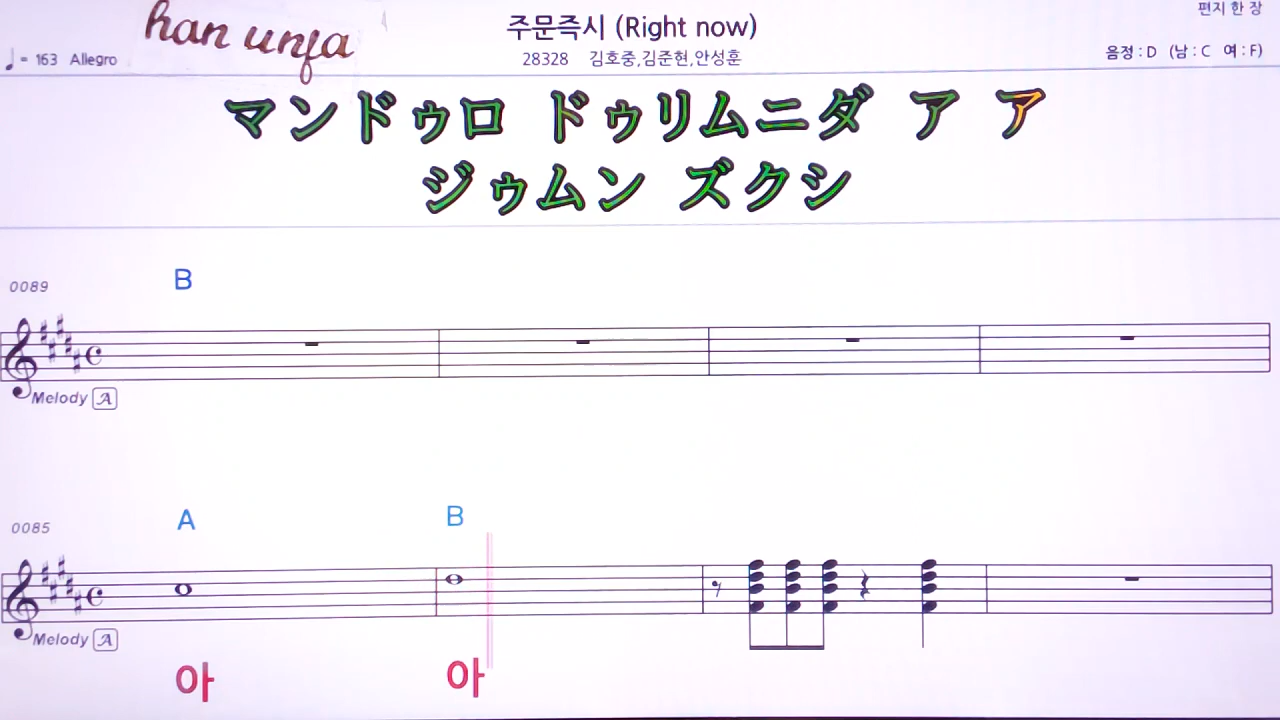 han unja
주문즉시 (Right now)
편지 한 장
♩= 163 Allegro
28328 김호중,김준현,안성훈
음정 : D (남 : C 여 : F)
マンドゥロ ドゥリムニダ ア ア
ジゥムン ズクシ
0089
B
Melody A
0085
A B
Melody A
아 아